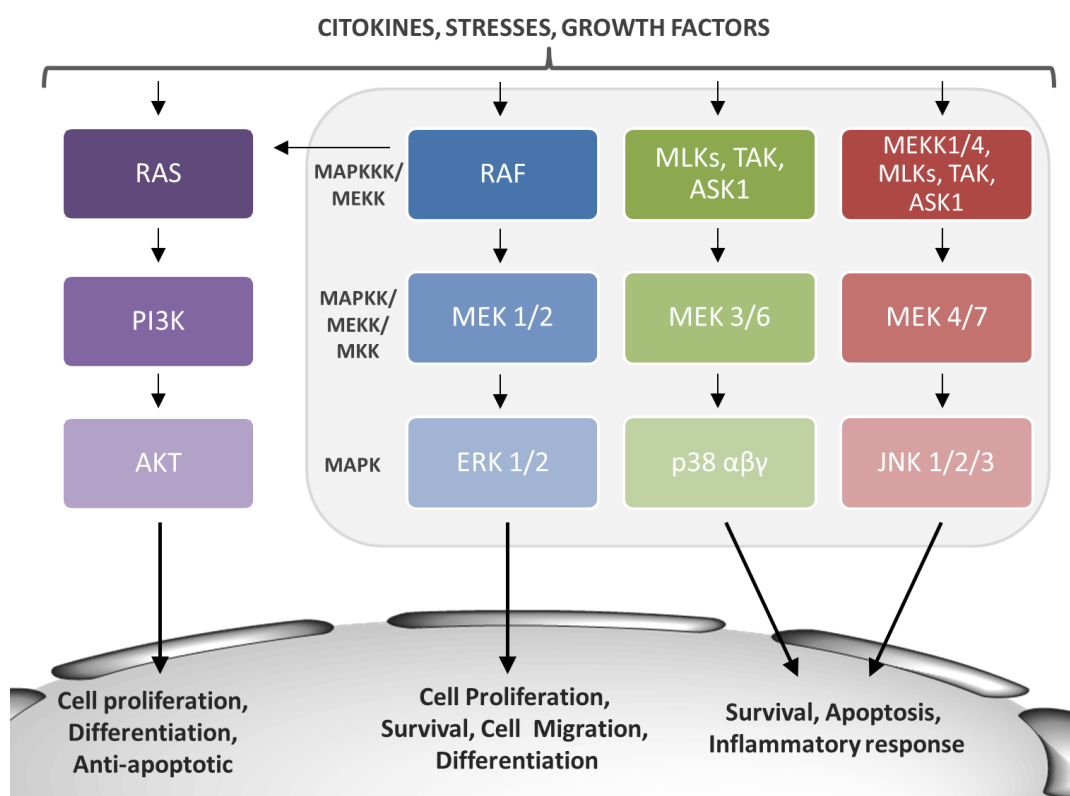 CITOKINES, STRESSES, GROWTH FACTORS
RAS
MAPKKK/
MEKK
RAF
MLKs, TAK,
ASK1
MEKK1/4,
MLKs, TAK,
ASK1
PI3K
MAPKK/
MEKK/
MKK
MEK 1/2
MEK 3/6
MEK 4/7
AKT
MAPK
ERK 1/2
p38 αβγ
JNK 1/2/3
Cell proliferation,
Differentiation,
Anti-apoptotic
Cell Proliferation,
Survival, Cell Migration,
Differentiation
Survival, Apoptosis,
Inflammatory response